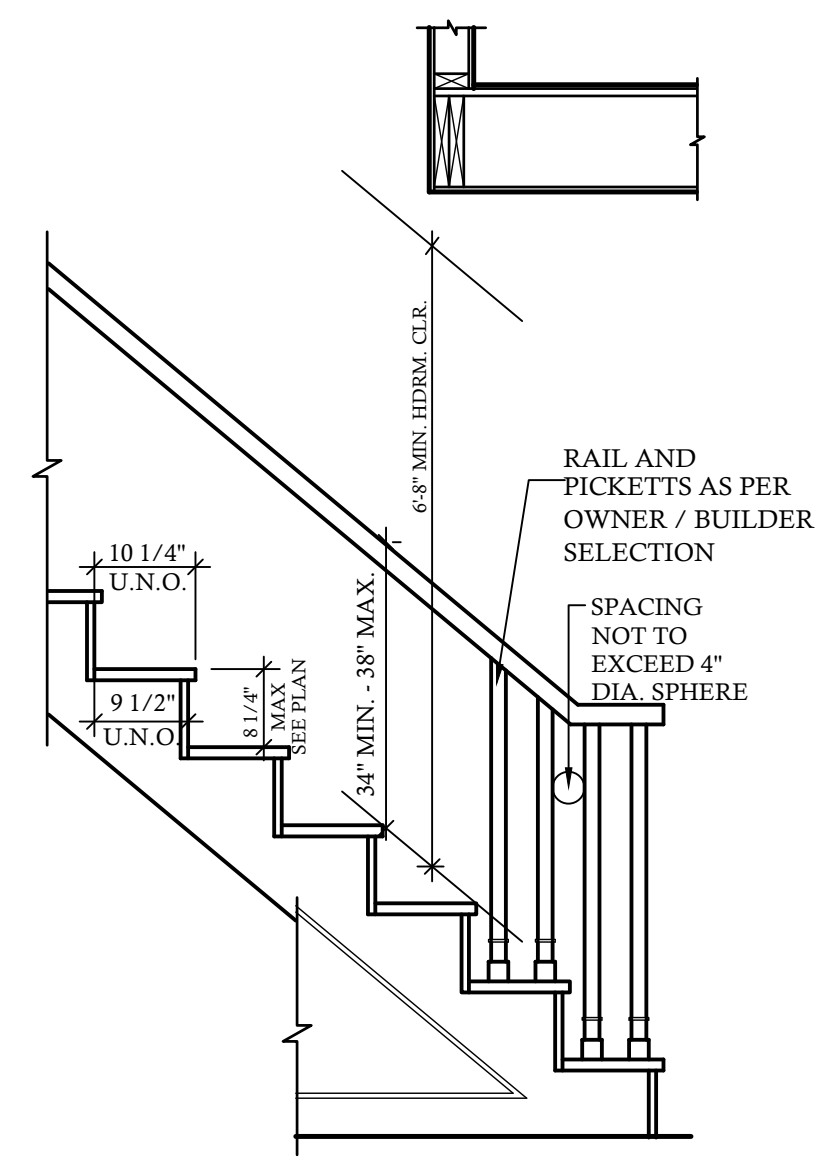 6'-8" MIN. HDRM. CLR.
RAIL AND
PICKETTS AS PER
OWNER / BUILDER
SELECTION
10 1/4"
U.N.O.
SPACING
NOT TO
EXCEED 4"
DIA. SPHERE
9 1/2"
U.N.O.
8 1/4"
MAX
SEE PLAN
34" MIN. - 38" MAX.